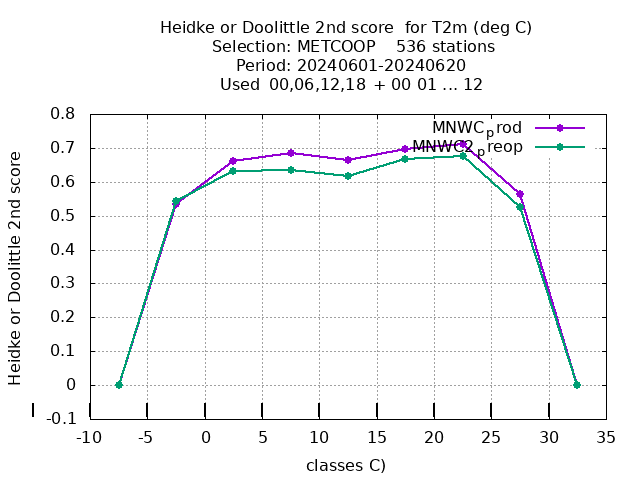 Heidke or Doolittle 2nd score for T2m (deg C)
Selection: METCOOP 536 stations
Period: 20240601-20240620
Used 00,06,12,18 + 00 01 ... 12
MNWC_prod
MNWC2_preop
Heidke or Doolittle 2nd score
0.8
0.7
0.6
0.5
0.4
0.3
0.2
0.1
0
-0.1
-10 -5 0 5 10 15 20 25 30 35
classes C)